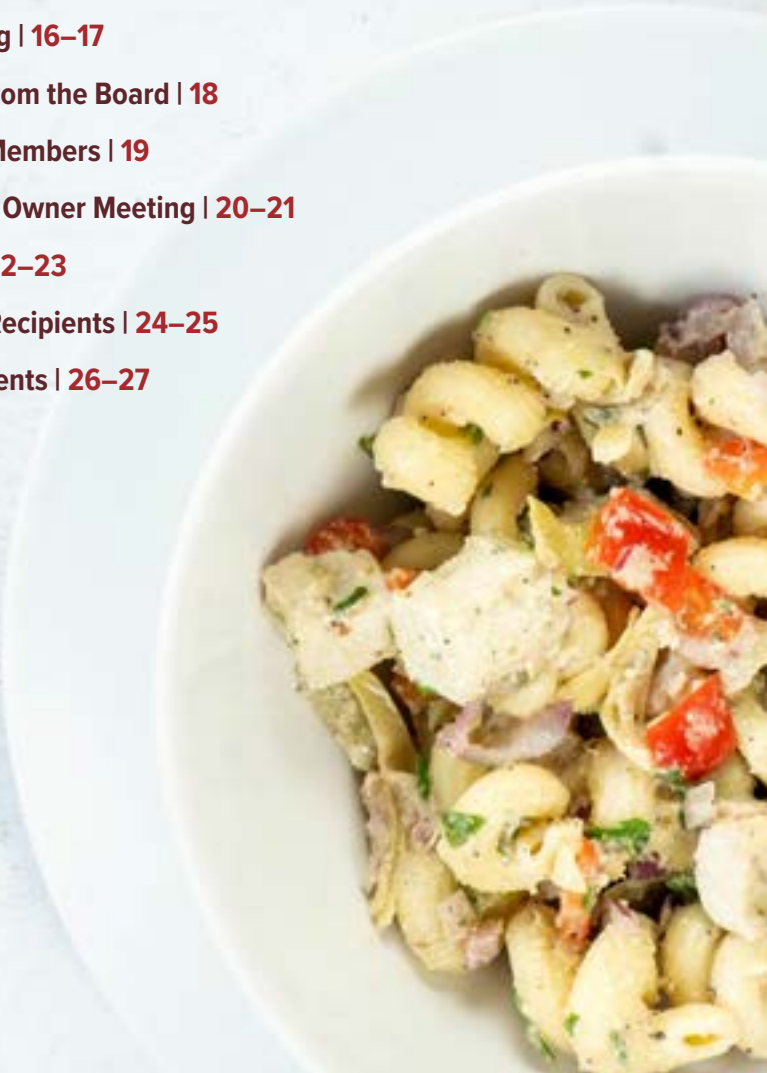 g | 16–17
om the Board | 18
Members | 19
Owner Meeting | 20–21
2–23
Recipients | 24–25
ents | 26–27